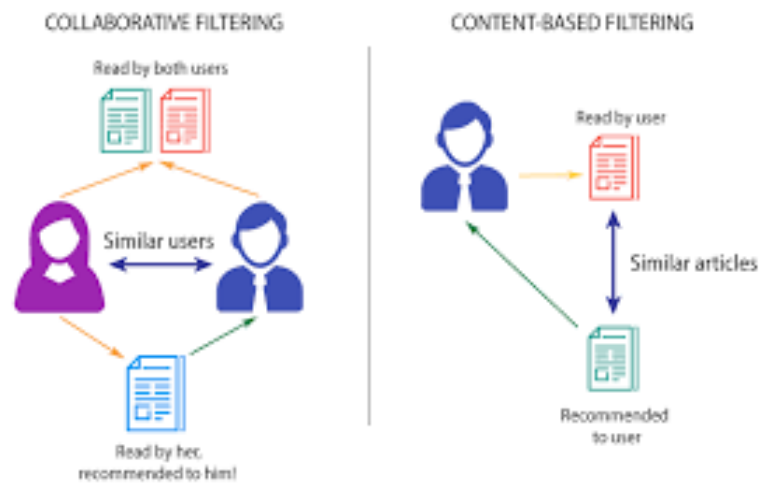 COLLABORATIVE FILTERING
Read by both users
Similar users
Read by her,
recommended to him!
CONTENT-BASED FILTERING
Read by user
Similar articles
Recommended
to user